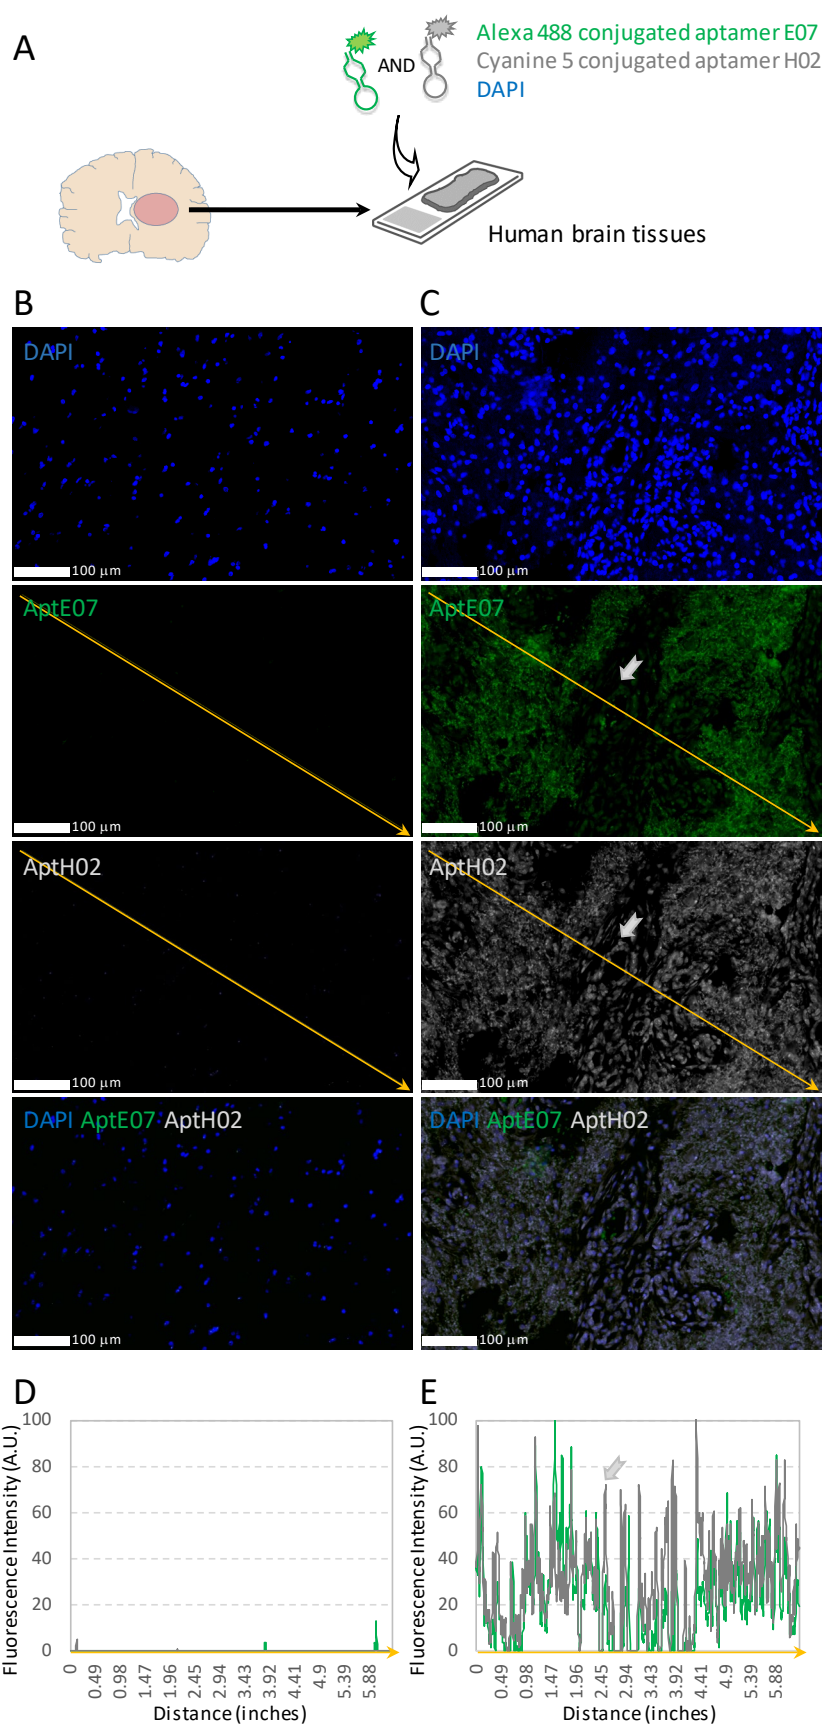 A
AND
Alexa 488 conjugated aptamer E07
Cyanine 5 conjugated aptamer H02
DAPI
Human brain tissues
B
DAPI
100 µm
AptE07
100 µm
AptH02
100 µm
DAPI AptE07 AptH02
100 µm
C
DAPI
100 µm
AptE07
100 µm
AptH02
100 µm
DAPI AptE07 AptH02
100 µm
D
Fluorescence Intensity (A.U.)
100
80
60
40
20
0
0 0.49 0.98 1.47 1.96 2.45 2.94 3.43 3.92 4.41 4.9 5.39 5.88
Distance (inches)
E
Fluorescence Intensity (A.U.)
100
80
60
40
20
0
0 0.49 0.98 1.47 1.96 2.45 2.94 3.43 3.92 4.41 4.9 5.39 5.88
Distance (inches)